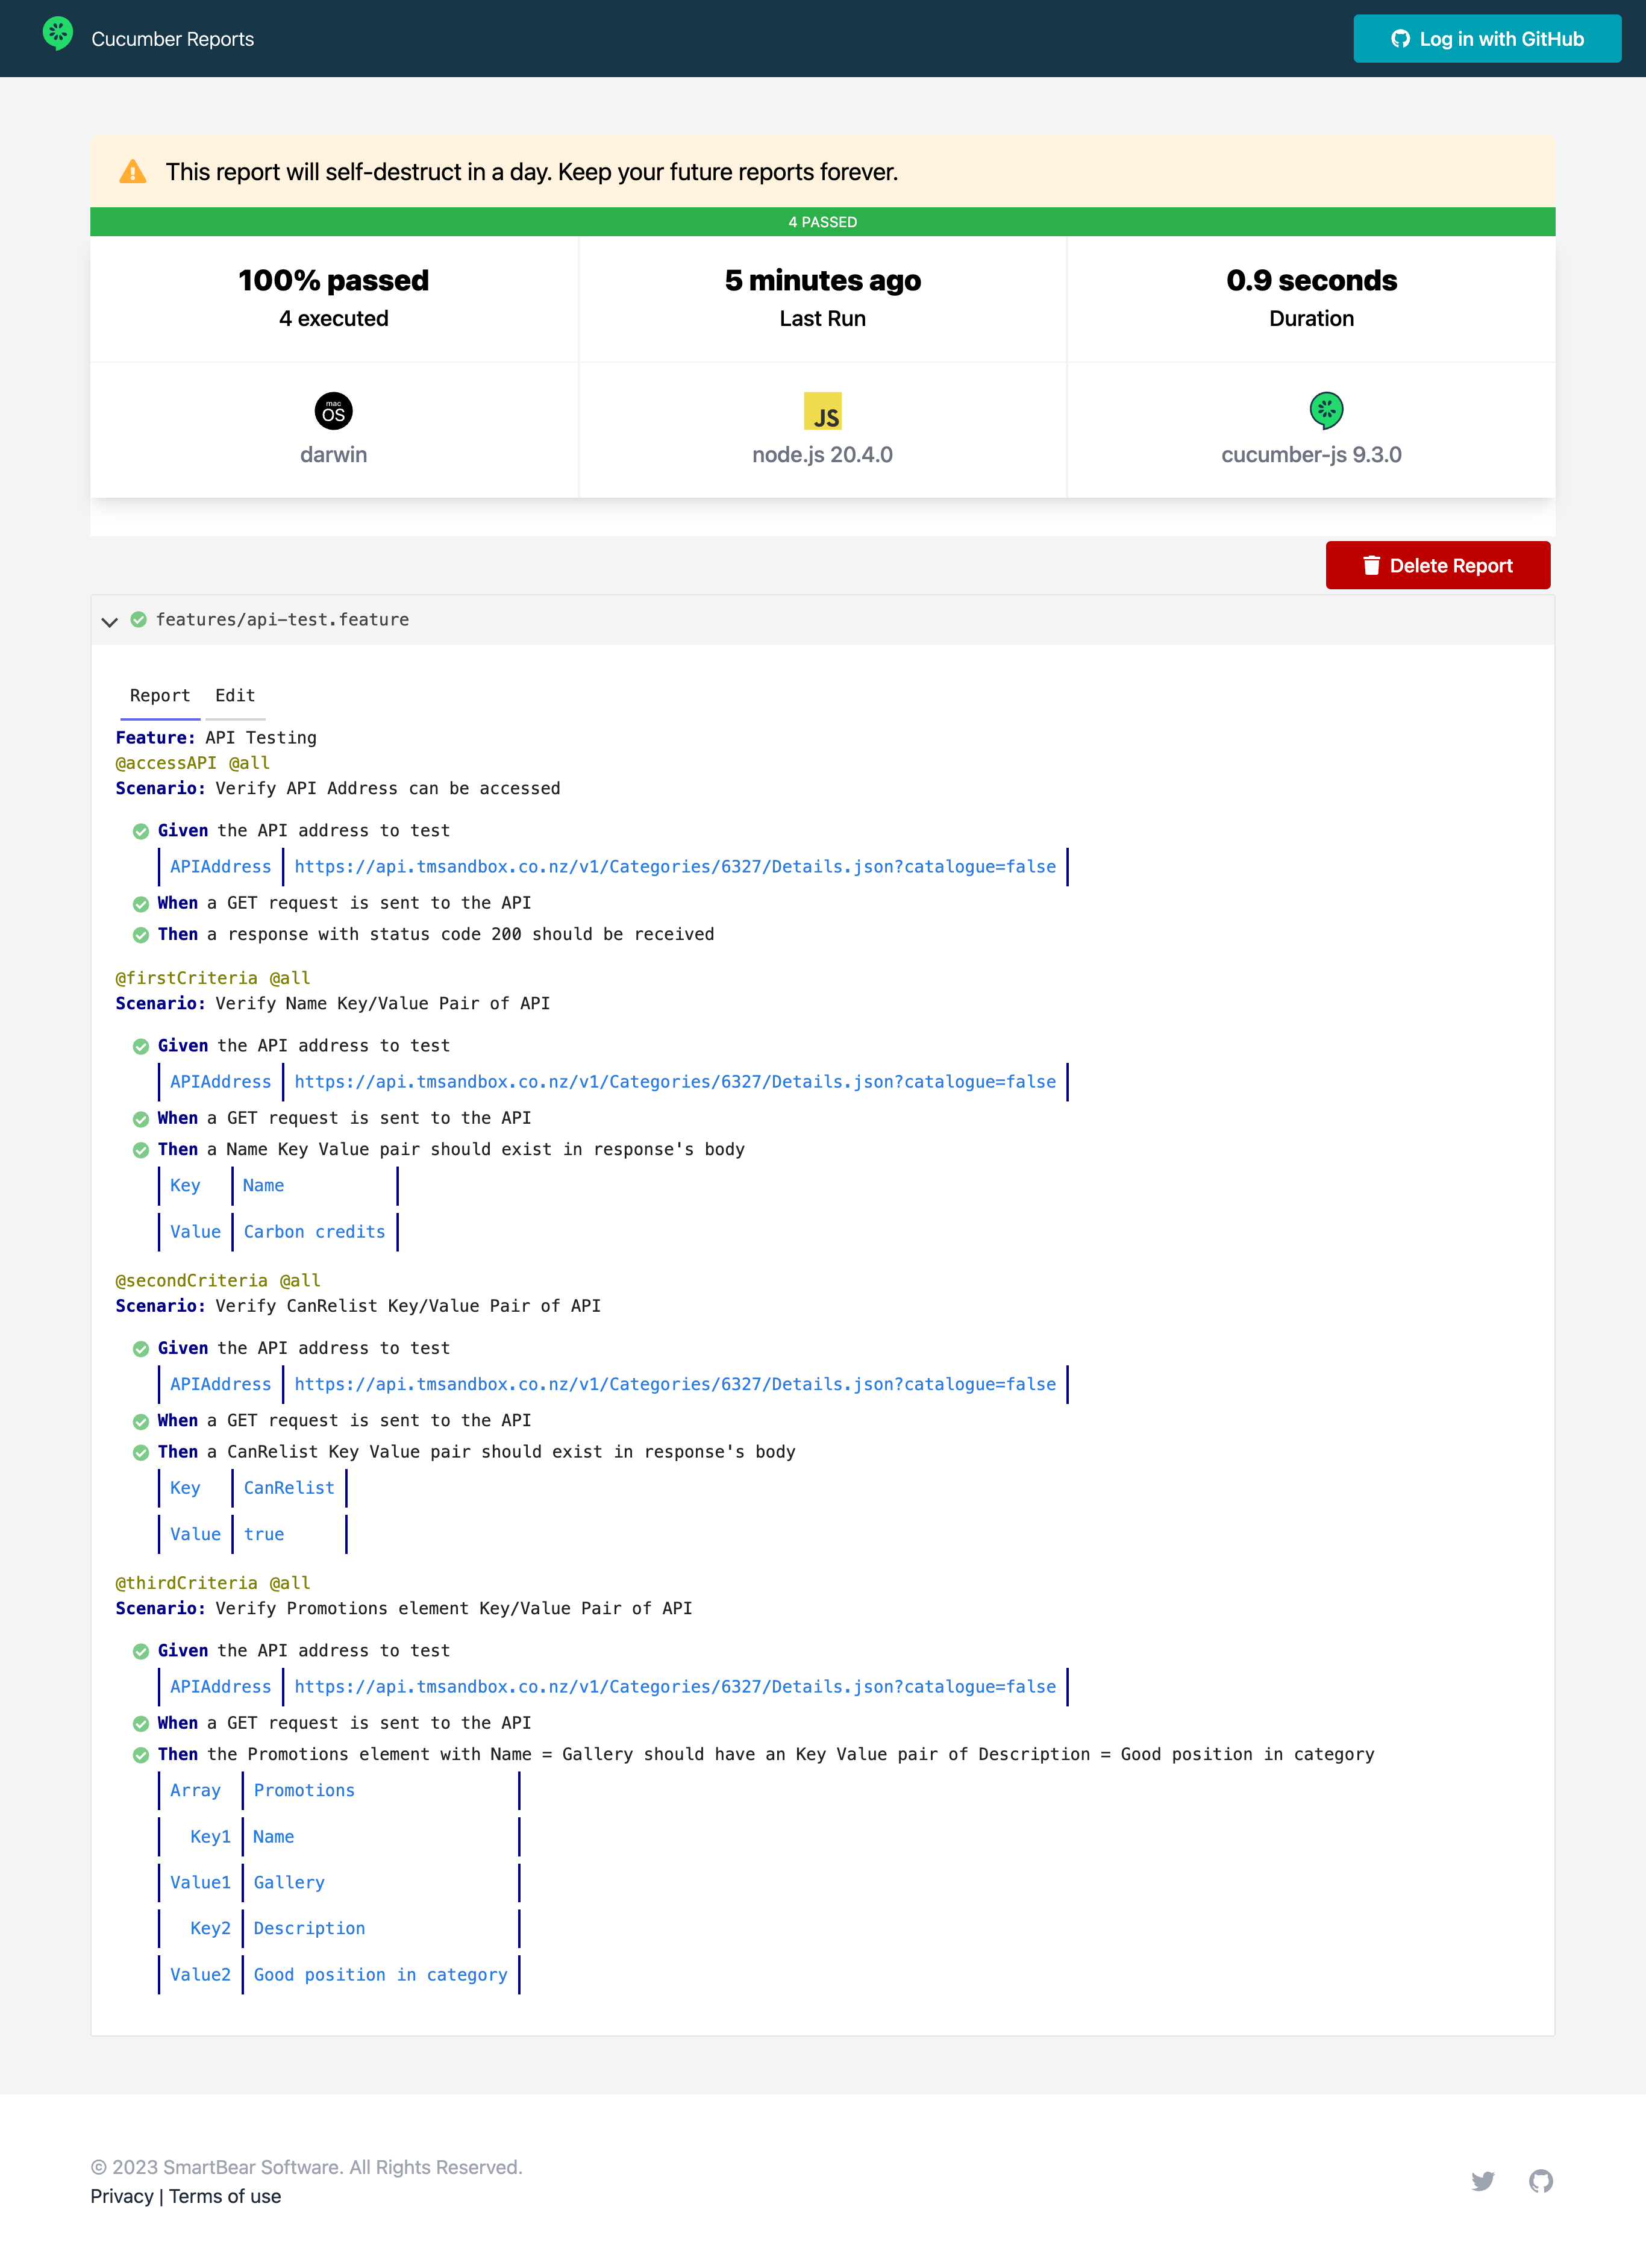 Cucumber Reports
Log in with GitHub
This report will self-destruct in a day. Keep your future reports forever.
4 PASSED
100% passed
4 executed
5 minutes ago
Last Run
0.9 seconds
Duration
mac
OS
darwin
JS
node.js 20.4.0
cucumber-js 9.3.0
Delete Report
features/api-test.feature
Report Edit
Feature: API Testing
@accessAPI @all
Scenario: Verify API Address can be accessed
Given the API address to test
APIAddress https://api.tmsandbox.co.nz/v1/Categories/6327/Details.json?catalogue=false
When a GET request is sent to the API
Then a response with status code 200 should be received
@firstCriteria @all
Scenario: Verify Name Key/Value Pair of API
Given the API address to test
APIAddress https://api.tmsandbox.co.nz/v1/Categories/6327/Details.json?catalogue=false
When a GET request is sent to the API
Then a Name Key Value pair should exist in response's body
Key Name
Value Carbon credits
@secondCriteria @all
Scenario: Verify CanRelist Key/Value Pair of API
Given the API address to test
APIAddress https://api.tmsandbox.co.nz/v1/Categories/6327/Details.json?catalogue=false
When a GET request is sent to the API
Then a CanRelist Key Value pair should exist in response's body
Key CanRelist
Value true
@thirdCriteria @all
Scenario: Verify Promotions element Key/Value Pair of API
Given the API address to test
APIAddress https://api.tmsandbox.co.nz/v1/Categories/6327/Details.json?catalogue=false
When a GET request is sent to the API
Then the Promotions element with Name = Gallery should have an Key Value pair of Description = Good position in category
Array Promotions
Key1 Name
Value1 Gallery
Key2 Description
Value2 Good position in category
© 2023 SmartBear Software. All Rights Reserved.
Privacy | Terms of use